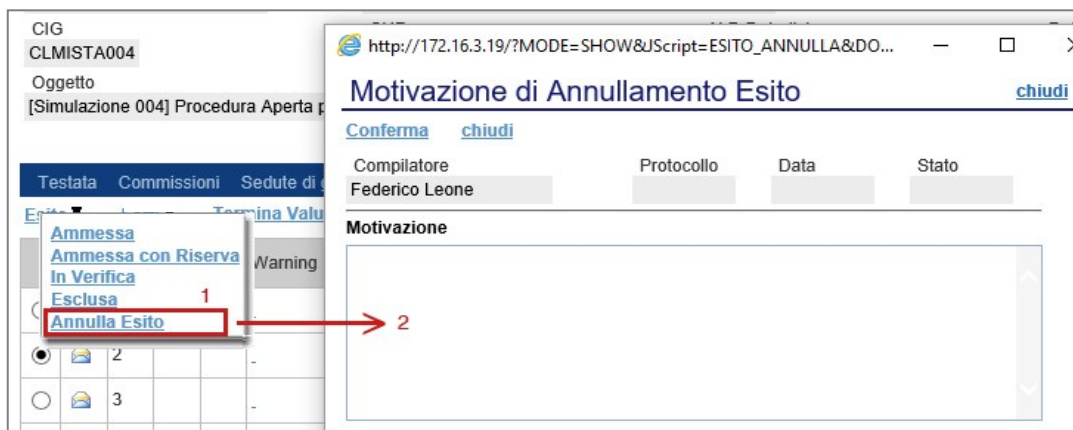 CIG
CLMISTA004
Oggetto
[Simulazione 004] Procedura Aperta p
Testata Commissioni Sedute di g
Termina Valu
Ammessa
Ammessa con Riserva
In Verifica
Esclusa
Annulla Esito
Warning
1
2
3
http://172.16.3.19/?MODE=SHOW&JScript=ESITO_ANNULLA&DO...
Motivazione di Annullamento Esito chiudi
Conferma chiudi
Compilatore Protocollo Data Stato
Federico Leone
Motivazione
2